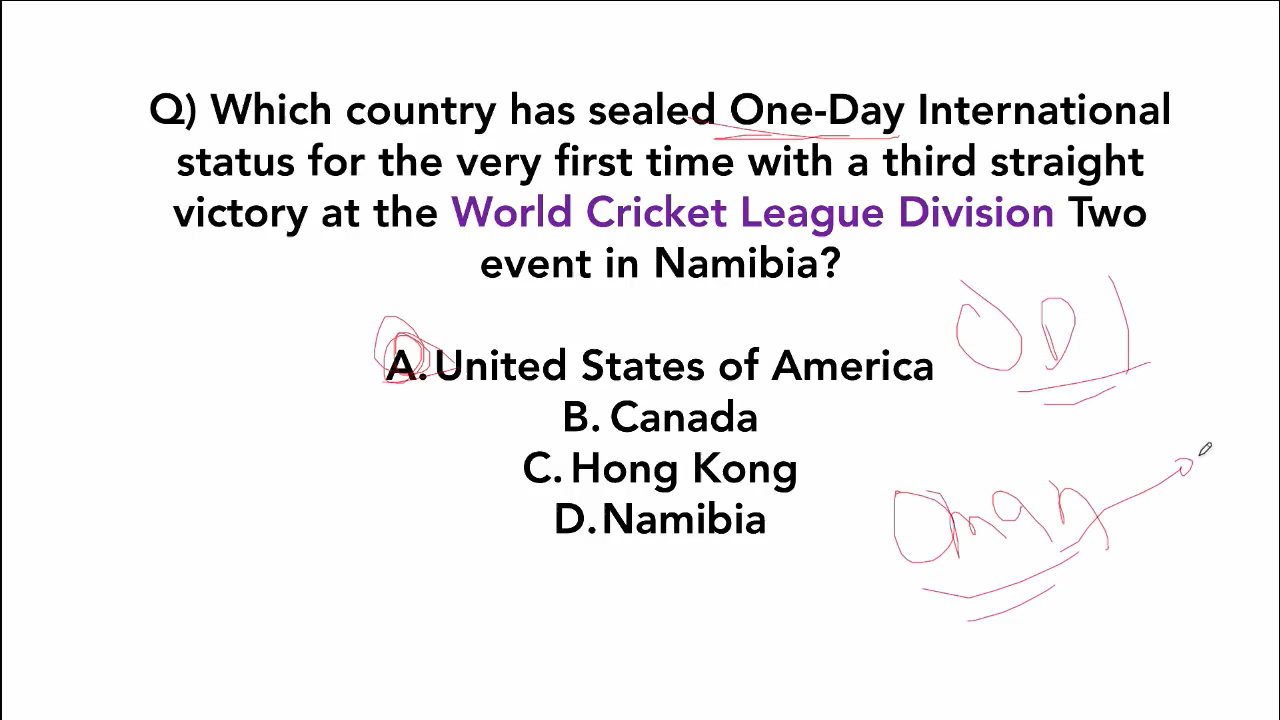 Q) Which country has sealed One-Day International
status for the very first time with a third straight
victory at the World Cricket League Division Two
event in Namibia?
A. United States of America
B. Canada
C. Hong Kong
D. Namibia
ODI
Oman